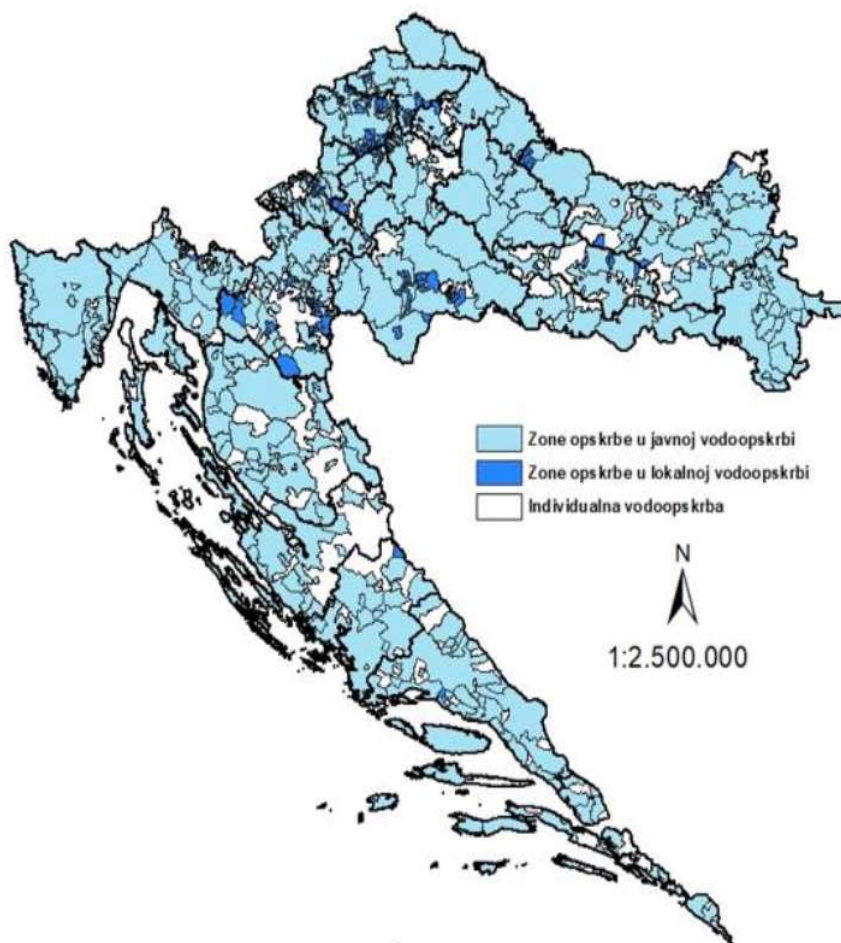 Zone opskrbe u javnoj vodoopskrbi
Zone opskrbe u lokalnoj vodoopskrbi
Individualna vodoopskrba
N
1:2.500.000